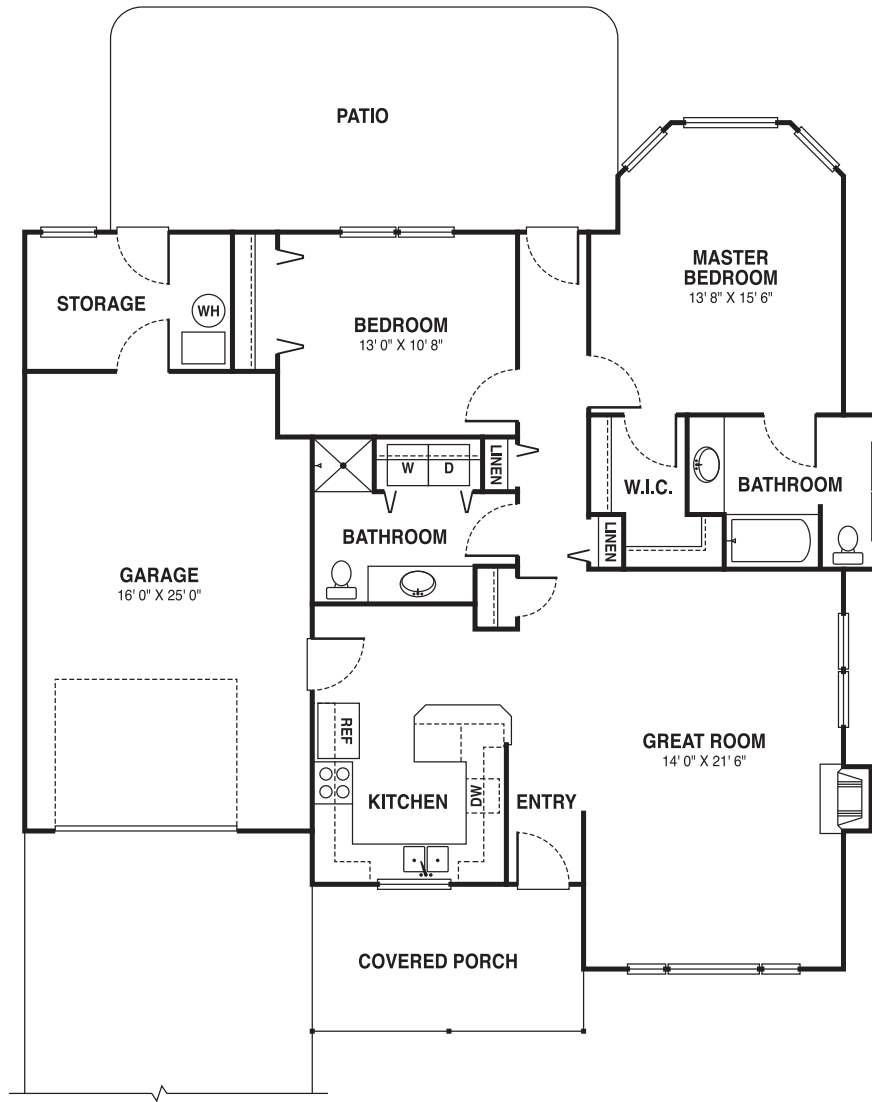 PATIO
MASTER
BEDROOM
13' 8" X 15' 6"
STORAGE
WH
BEDROOM
13' 0" X 10' 8"
W
D
LINEN
W.I.C.
BATHROOM
BATHROOM
LINEN
GARAGE
16' 0" X 25' 0"
REF
GREAT ROOM
14' 0" X 21' 6"
KITCHEN
DW
ENTRY
COVERED PORCH